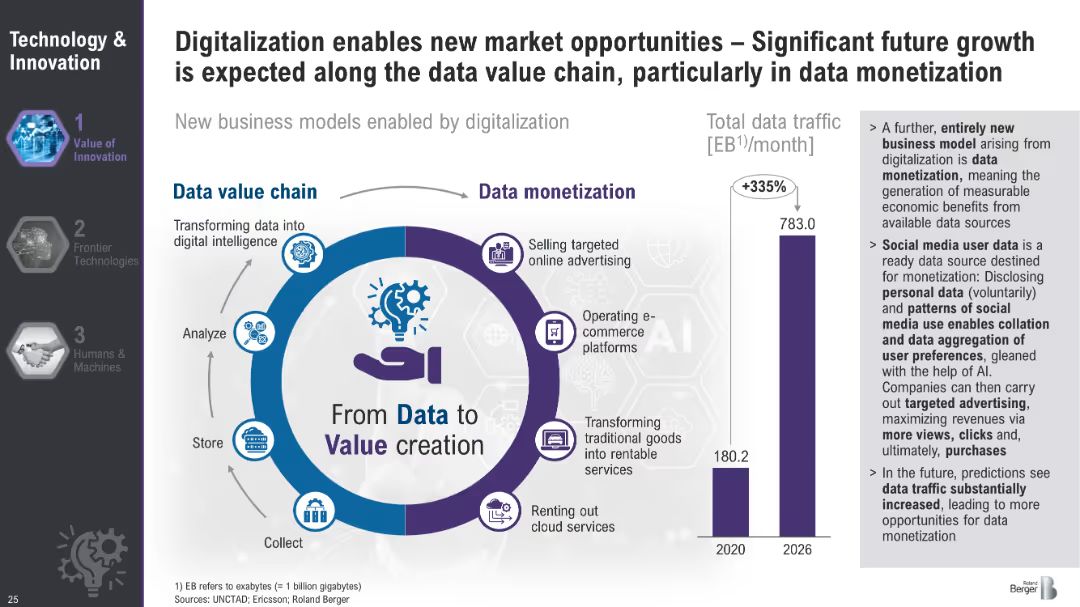 Technology &
Innovation
1
Value of
Innovation
2
Frontier
Technologies
3
Humans &
Machines
25
Digitalization enables new market opportunities – Significant future growth
is expected along the data value chain, particularly in data monetization
New business models enabled by digitalization
Data value chain
Data monetization
Transforming data into
digital intelligence
Analyze
Store
Collect
From Data to
Value creation
Selling targeted
online advertising
Operating e-
commerce
platforms
Transforming
traditional goods
into rentable
services
Renting out
cloud services
AI
Total data traffic
[EB1)/month]
+335%
180.2
783.0
2020
2026
> A further, entirely new
business model arising from
digitalization is data
monetization, meaning the
generation of measurable
economic benefits from
available data sources
> Social media user data is a
ready data source destined
for monetization: Disclosing
personal data (voluntarily)
and patterns of social
media use enables collation
and data aggregation of
user preferences, gleaned
with the help of AI.
Companies can then carry
out targeted advertising,
maximizing revenues via
more views, clicks and,
ultimately, purchases
> In the future, predictions see
data traffic substantially
increased, leading to more
opportunities for data
monetization
1) EB refers to exabytes (= 1 billion gigabytes)
Sources: UNCTAD; Ericsson; Roland Berger
Roland
Berger
B